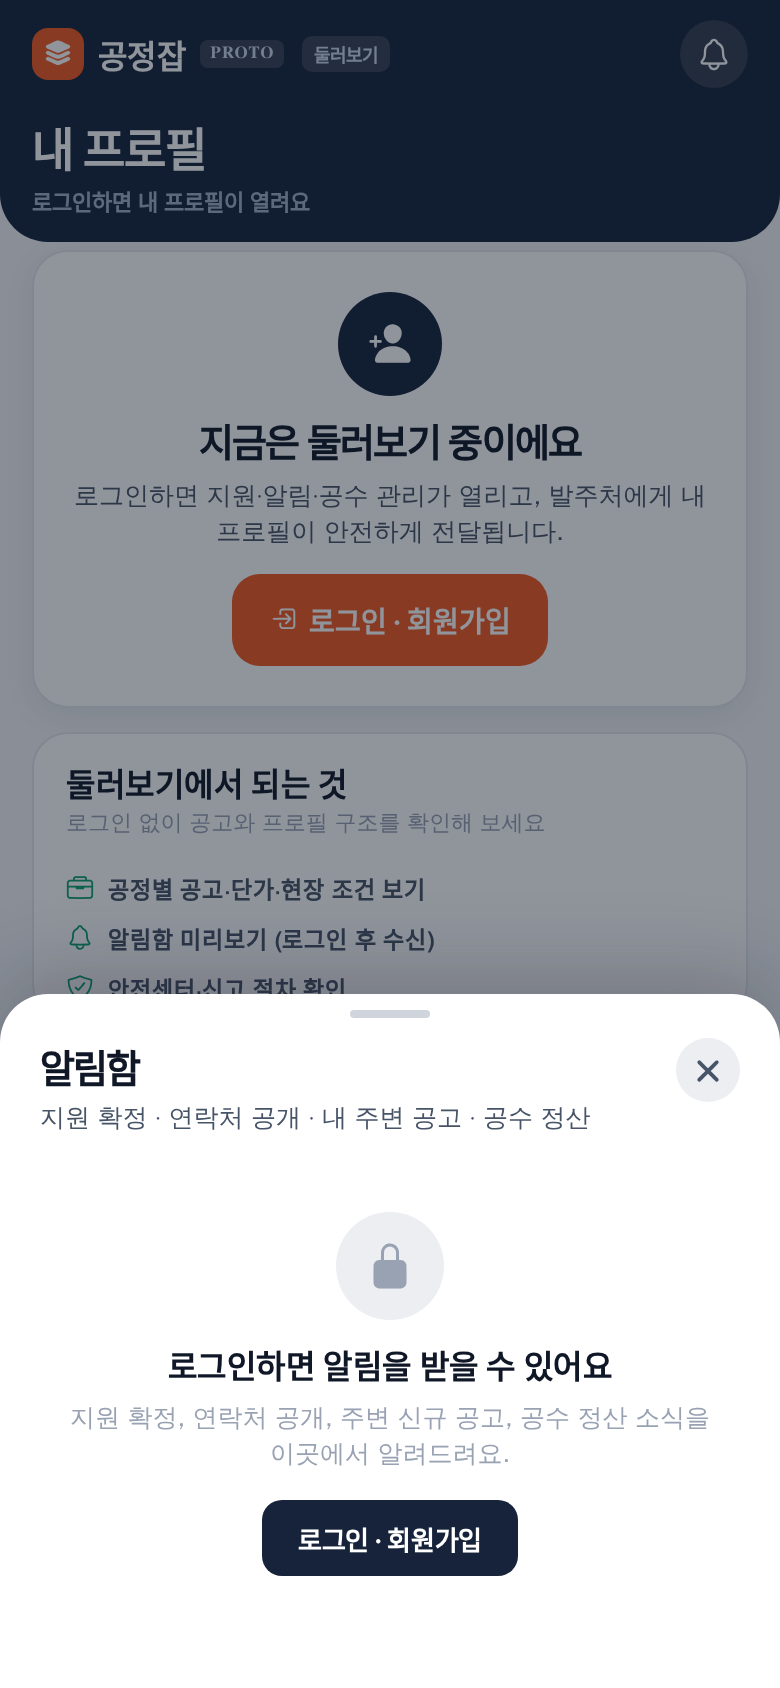 공정잡 PROTO 둘러보기
내 프로필
로그인하면 내 프로필이 열려요
지금은 둘러보기 중이에요
로그인하면 지원·알림·공수 관리가 열리고, 발주처에게 내
프로필이 안전하게 전달됩니다.
로그인 · 회원가입
둘러보기에서 되는 것
로그인 없이 공고와 프로필 구조를 확인해 보세요
공정별 공고·단가·현장 조건 보기
알림함 미리보기 (로그인 후 수신)
안전센터·신고 절차 확인
알림함
지원 확정 · 연락처 공개 · 내 주변 공고 · 공수 정산
로그인하면 알림을 받을 수 있어요
지원 확정, 연락처 공개, 주변 신규 공고, 공수 정산 소식을
이곳에서 알려드려요.
로그인 · 회원가입